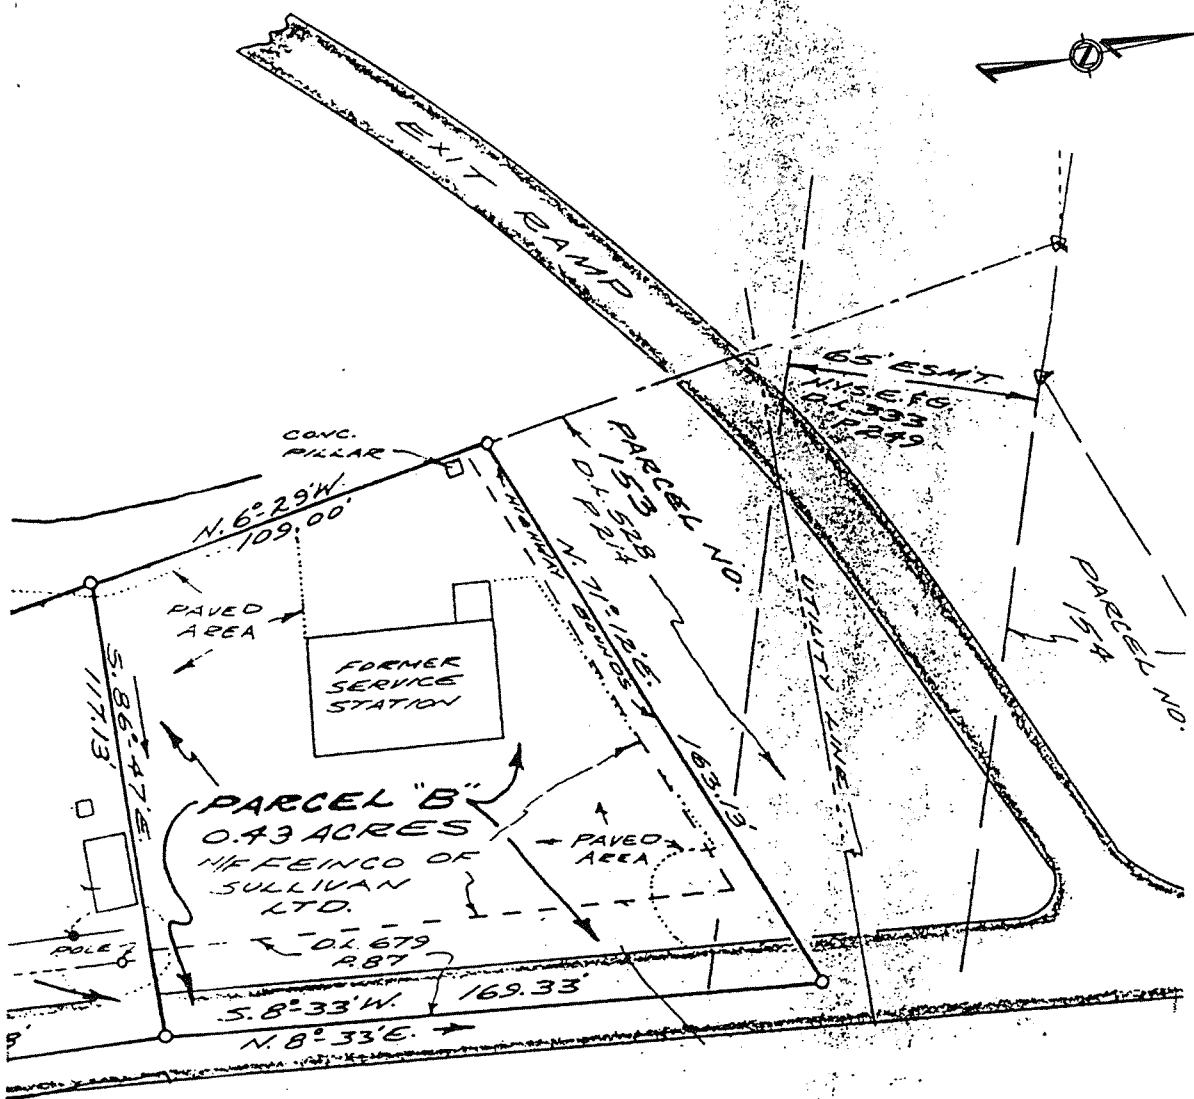 EXIT RAMP
65' ESM'T.
N.Y.S.E. & G.
D.L. 333
P. 249
CONC.
PILLAR
PARCEL NO.
153
D.L. 528
P. 214
N. 6°-29'W.
109.00'
HIGHWAY BOUNDS
N. 71°-12'E.
163.13'
UTILITY LINE
PARCEL NO.
154
PAVED
AREA
FORMER
SERVICE
STATION
S. 86°-47'E.
117.13'
PARCEL "B"
0.43 ACRES
N/F FEINCO OF
SULLIVAN
LTD.
PAVED
AREA
POLE
D.L. 679
P. 87
S. 8°-33'W.
169.33'
N. 8°-33'E.